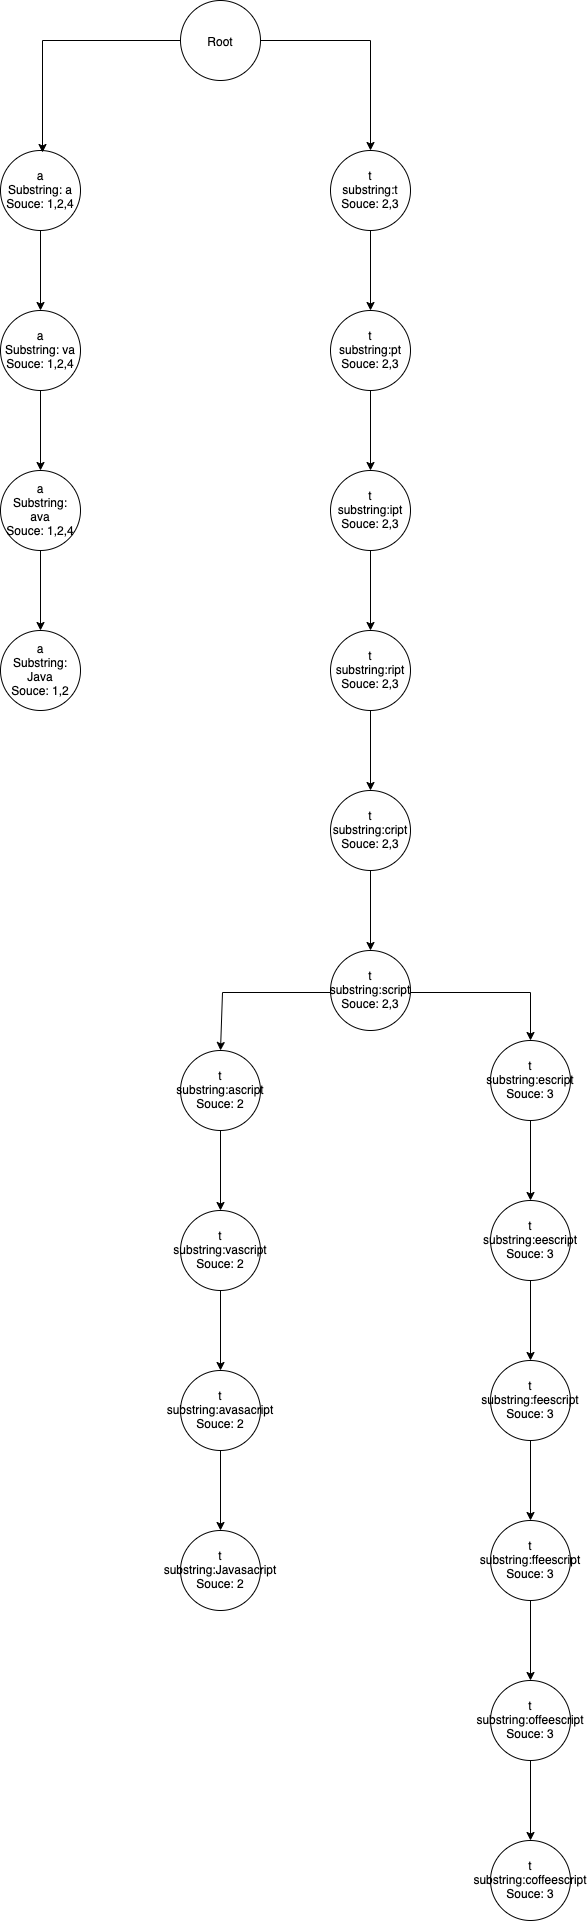 Root
a
Substring: a
Souce: 1,2,4
t
substring:t
Souce: 2,3
a
Substring: va
Souce: 1,2,4
t
substring:pt
Souce: 2,3
a
Substring:
ava
Souce: 1,2,4
t
substring:ipt
Souce: 2,3
a
Substring:
Java
Souce: 1,2
t
substring:ript
Souce: 2,3
t
substring:cript
Souce: 2,3
t
substring:script
Souce: 2,3
t
substring:ascript
Souce: 2
t
substring:escript
Souce: 3
t
substring:vascript
Souce: 2
t
substring:eescript
Souce: 3
t
substring:avasacript
Souce: 2
t
substring:feescript
Souce: 3
t
substring:Javasacript
Souce: 2
t
substring:ffeescript
Souce: 3
t
substring:offeescript
Souce: 3
t
substring:coffeescript
Souce: 3